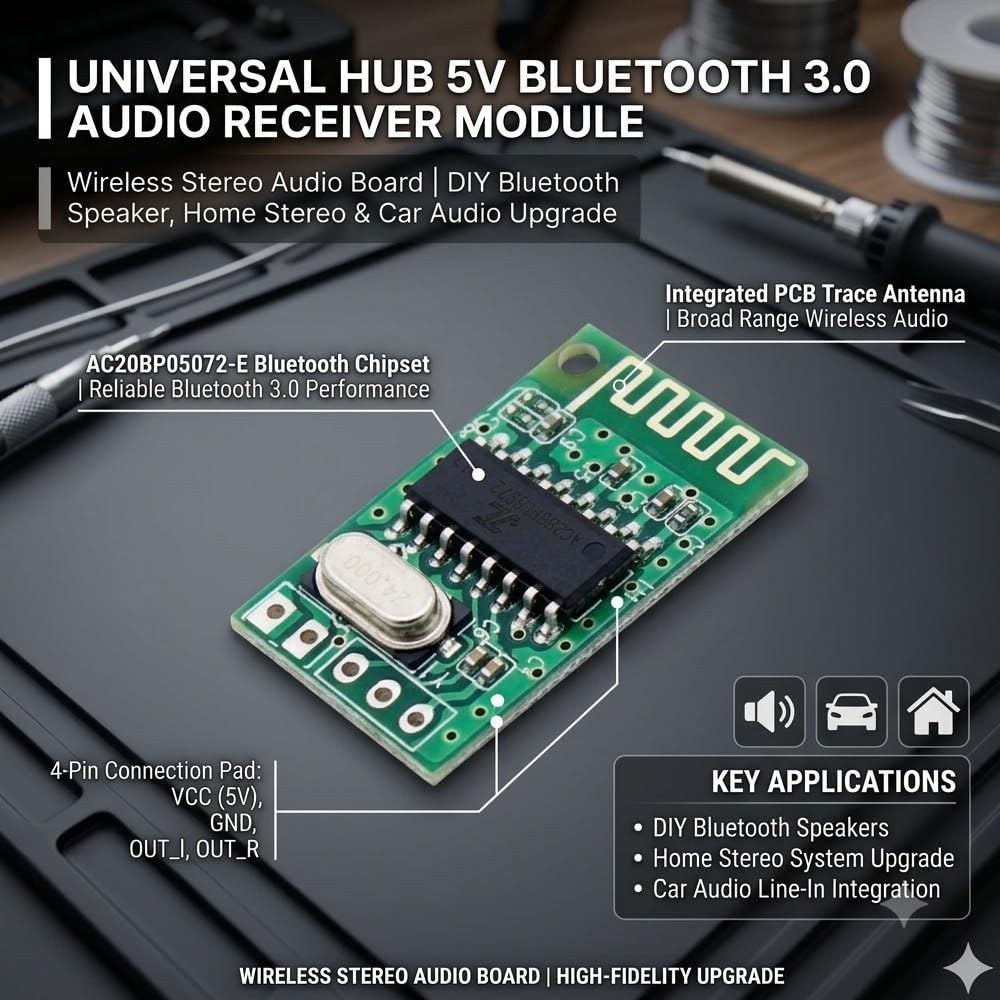 UNIVERSAL HUB 5V BLUETOOTH 3.0
AUDIO RECEIVER MODULE
Wireless Stereo Audio Board | DIY Bluetooth
Speaker, Home Stereo & Car Audio Upgrade
Integrated PCB Trace Antenna
| Broad Range Wireless Audio
AC20BP05072-E Bluetooth Chipset
| Reliable Bluetooth 3.0 Performance
24.000
4-Pin Connection Pad:
VCC (5V),
GND,
OUT_I, OUT_R
KEY APPLICATIONS
• DIY Bluetooth Speakers
• Home Stereo System Upgrade
• Car Audio Line-In Integration
WIRELESS STEREO AUDIO BOARD | HIGH-FIDELITY UPGRADE